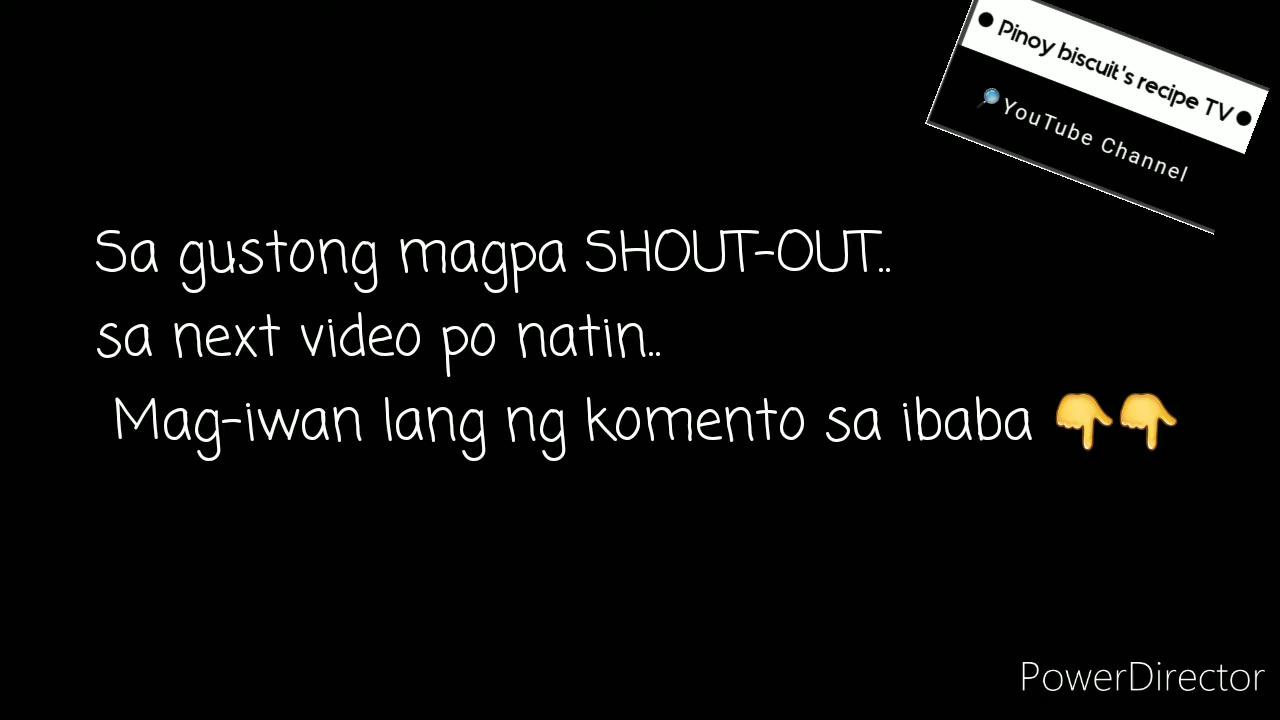 ● Pinoy biscuit's recipe TV ●
🔎YouTube Channel
Sa gustong magpa SHOUT-OUT..
sa next video po natin..
Mag-iwan lang ng komento sa ibaba 👇👇
PowerDirector